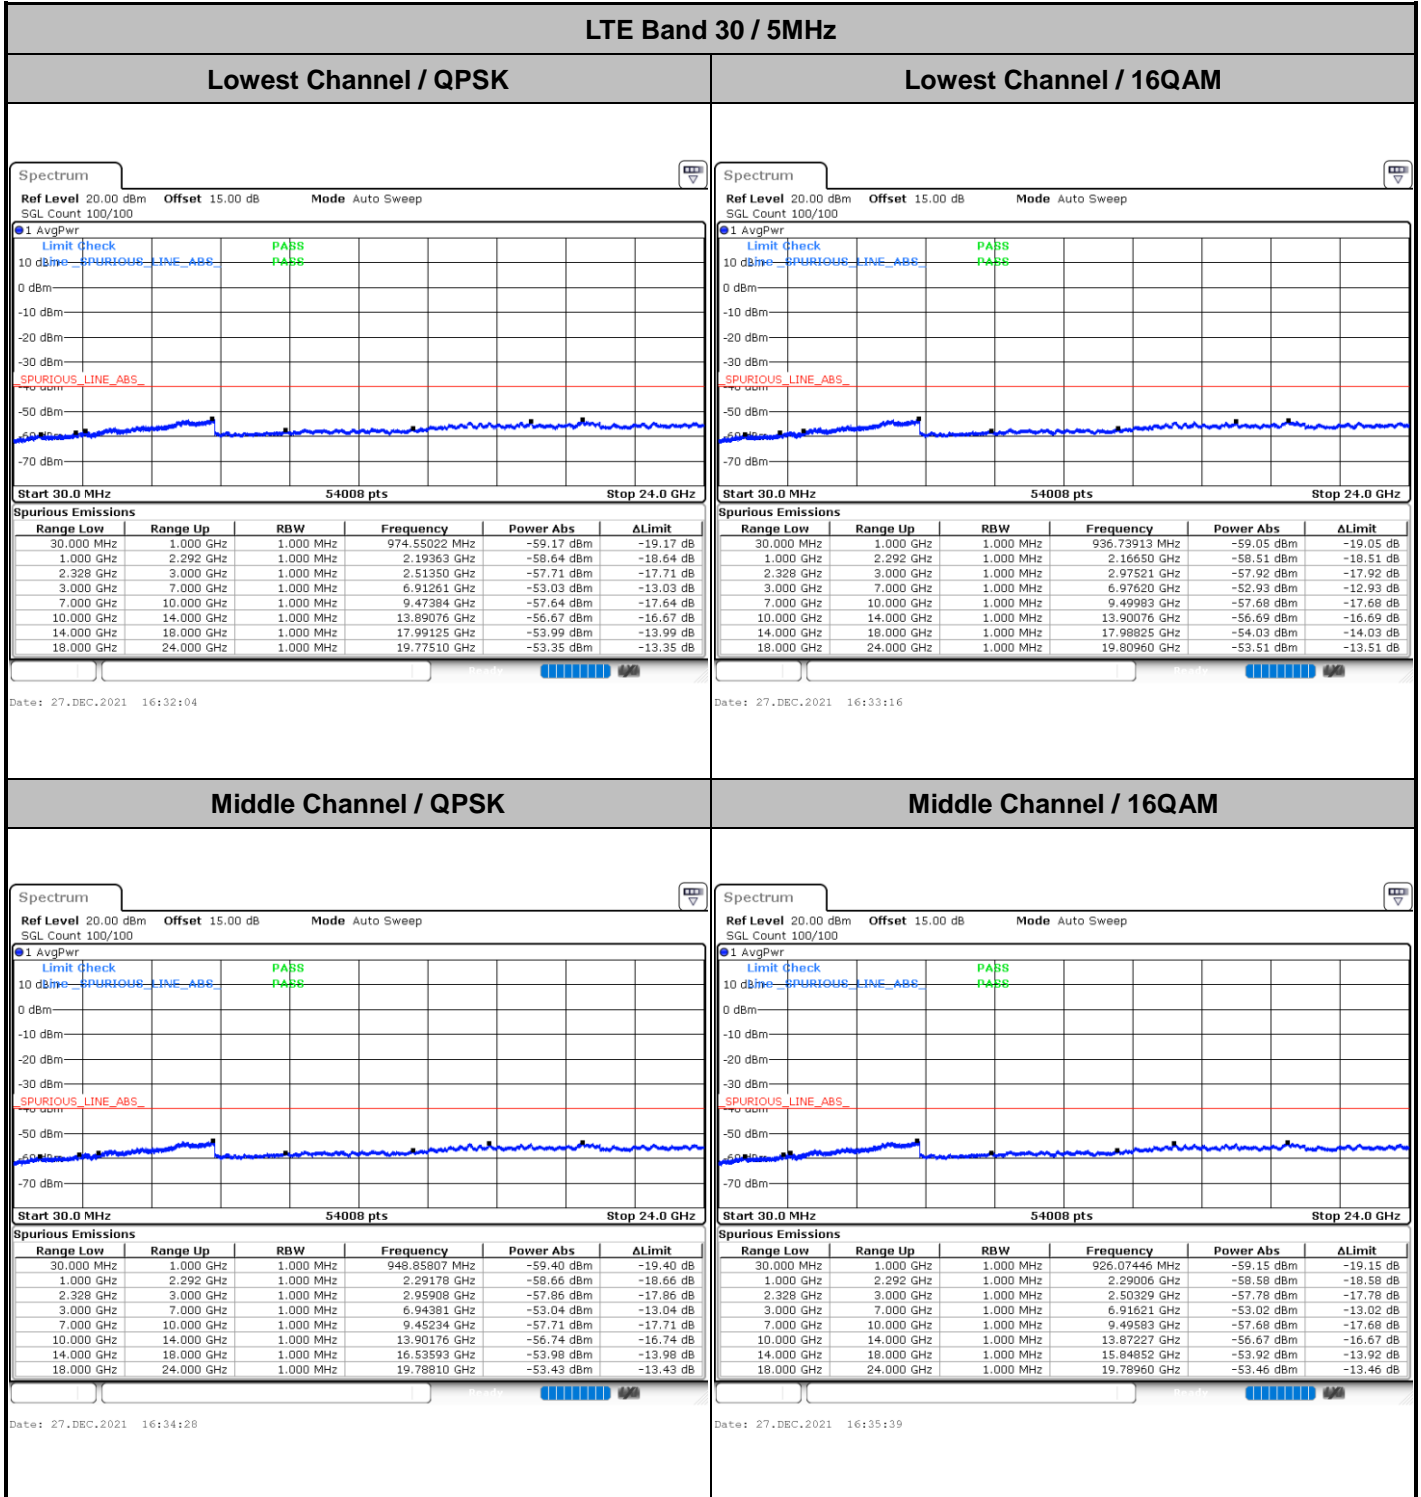 LTE Band 30 / 5MHz
Lowest Channel / QPSK
Lowest Channel / 16QAM
Spectrum
Ref Level 20.00 dBm Offset 15.00 dB Mode Auto Sweep
SGL Count 100/100
1 AvgPwr
Limit Check PASS
Line _SPURIOUS_LINE_ABS_ PASS
10 dBm
0 dBm
-10 dBm
-20 dBm
-30 dBm
_SPURIOUS_LINE_ABS_
-40 dBm
-50 dBm
-60 dBm
-70 dBm
Start 30.0 MHz 54008 pts Stop 24.0 GHz
Spurious Emissions
Range Low Range Up RBW Frequency Power Abs ΔLimit
30.000 MHz 1.000 GHz 1.000 MHz 974.55022 MHz -59.17 dBm -19.17 dB
1.000 GHz 2.292 GHz 1.000 MHz 2.19363 GHz -58.64 dBm -18.64 dB
2.328 GHz 3.000 GHz 1.000 MHz 2.51350 GHz -57.71 dBm -17.71 dB
3.000 GHz 7.000 GHz 1.000 MHz 6.91261 GHz -53.03 dBm -13.03 dB
7.000 GHz 10.000 GHz 1.000 MHz 9.47384 GHz -57.64 dBm -17.64 dB
10.000 GHz 14.000 GHz 1.000 MHz 13.89076 GHz -56.67 dBm -16.67 dB
14.000 GHz 18.000 GHz 1.000 MHz 17.99125 GHz -53.99 dBm -13.99 dB
18.000 GHz 24.000 GHz 1.000 MHz 19.77510 GHz -53.35 dBm -13.35 dB
Ready
Date: 27.DEC.2021 16:32:04
Spectrum
Ref Level 20.00 dBm Offset 15.00 dB Mode Auto Sweep
SGL Count 100/100
1 AvgPwr
Limit Check PASS
Line _SPURIOUS_LINE_ABS_ PASS
10 dBm
0 dBm
-10 dBm
-20 dBm
-30 dBm
_SPURIOUS_LINE_ABS_
-40 dBm
-50 dBm
-60 dBm
-70 dBm
Start 30.0 MHz 54008 pts Stop 24.0 GHz
Spurious Emissions
Range Low Range Up RBW Frequency Power Abs ΔLimit
30.000 MHz 1.000 GHz 1.000 MHz 936.73913 MHz -59.05 dBm -19.05 dB
1.000 GHz 2.292 GHz 1.000 MHz 2.16650 GHz -58.51 dBm -18.51 dB
2.328 GHz 3.000 GHz 1.000 MHz 2.97521 GHz -57.92 dBm -17.92 dB
3.000 GHz 7.000 GHz 1.000 MHz 6.97620 GHz -52.93 dBm -12.93 dB
7.000 GHz 10.000 GHz 1.000 MHz 9.49983 GHz -57.68 dBm -17.68 dB
10.000 GHz 14.000 GHz 1.000 MHz 13.90076 GHz -56.69 dBm -16.69 dB
14.000 GHz 18.000 GHz 1.000 MHz 17.98825 GHz -54.03 dBm -14.03 dB
18.000 GHz 24.000 GHz 1.000 MHz 19.80960 GHz -53.51 dBm -13.51 dB
Ready
Date: 27.DEC.2021 16:33:16
Middle Channel / QPSK
Middle Channel / 16QAM
Spectrum
Ref Level 20.00 dBm Offset 15.00 dB Mode Auto Sweep
SGL Count 100/100
1 AvgPwr
Limit Check PASS
Line _SPURIOUS_LINE_ABS_ PASS
10 dBm
0 dBm
-10 dBm
-20 dBm
-30 dBm
_SPURIOUS_LINE_ABS_
-40 dBm
-50 dBm
-60 dBm
-70 dBm
Start 30.0 MHz 54008 pts Stop 24.0 GHz
Spurious Emissions
Range Low Range Up RBW Frequency Power Abs ΔLimit
30.000 MHz 1.000 GHz 1.000 MHz 948.85807 MHz -59.40 dBm -19.40 dB
1.000 GHz 2.292 GHz 1.000 MHz 2.29178 GHz -58.66 dBm -18.66 dB
2.328 GHz 3.000 GHz 1.000 MHz 2.95908 GHz -57.86 dBm -17.86 dB
3.000 GHz 7.000 GHz 1.000 MHz 6.94381 GHz -53.04 dBm -13.04 dB
7.000 GHz 10.000 GHz 1.000 MHz 9.45234 GHz -57.71 dBm -17.71 dB
10.000 GHz 14.000 GHz 1.000 MHz 13.90176 GHz -56.74 dBm -16.74 dB
14.000 GHz 18.000 GHz 1.000 MHz 16.53593 GHz -53.98 dBm -13.98 dB
18.000 GHz 24.000 GHz 1.000 MHz 19.78810 GHz -53.43 dBm -13.43 dB
Ready
Date: 27.DEC.2021 16:34:28
Spectrum
Ref Level 20.00 dBm Offset 15.00 dB Mode Auto Sweep
SGL Count 100/100
1 AvgPwr
Limit Check PASS
Line _SPURIOUS_LINE_ABS_ PASS
10 dBm
0 dBm
-10 dBm
-20 dBm
-30 dBm
_SPURIOUS_LINE_ABS_
-40 dBm
-50 dBm
-60 dBm
-70 dBm
Start 30.0 MHz 54008 pts Stop 24.0 GHz
Spurious Emissions
Range Low Range Up RBW Frequency Power Abs ΔLimit
30.000 MHz 1.000 GHz 1.000 MHz 926.07446 MHz -59.15 dBm -19.15 dB
1.000 GHz 2.292 GHz 1.000 MHz 2.29006 GHz -58.58 dBm -18.58 dB
2.328 GHz 3.000 GHz 1.000 MHz 2.50329 GHz -57.78 dBm -17.78 dB
3.000 GHz 7.000 GHz 1.000 MHz 6.91621 GHz -53.02 dBm -13.02 dB
7.000 GHz 10.000 GHz 1.000 MHz 9.49583 GHz -57.68 dBm -17.68 dB
10.000 GHz 14.000 GHz 1.000 MHz 13.87227 GHz -56.67 dBm -16.67 dB
14.000 GHz 18.000 GHz 1.000 MHz 15.84852 GHz -53.92 dBm -13.92 dB
18.000 GHz 24.000 GHz 1.000 MHz 19.78960 GHz -53.46 dBm -13.46 dB
Ready
Date: 27.DEC.2021 16:35:39